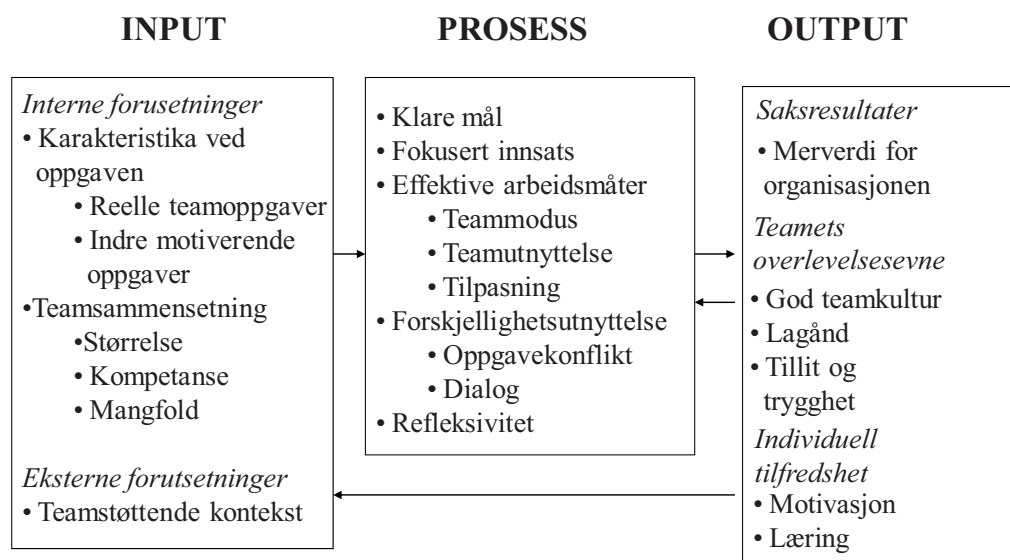 INPUT
PROSESS
OUTPUT
Interne forusetninger
• Karakteristika ved
oppgaven
• Reelle teamoppgaver
• Indre motiverende
oppgaver
•Teamsammensetning
•Størrelse
• Kompetanse
• Mangfold
Eksterne forutsetninger
• Teamstøttende kontekst
• Klare mål
• Fokusert innsats
• Effektive arbeidsmåter
• Teammodus
• Teamutnyttelse
• Tilpasning
• Forskjellighetsutnyttelse
• Oppgavekonflikt
• Dialog
• Refleksivitet
Saksresultater
• Merverdi for
organisasjonen
Teamets
overlevelsesevne
• God teamkultur
• Lagånd
• Tillit og
trygghet
Individuell
tilfredshet
• Motivasjon
• Læring